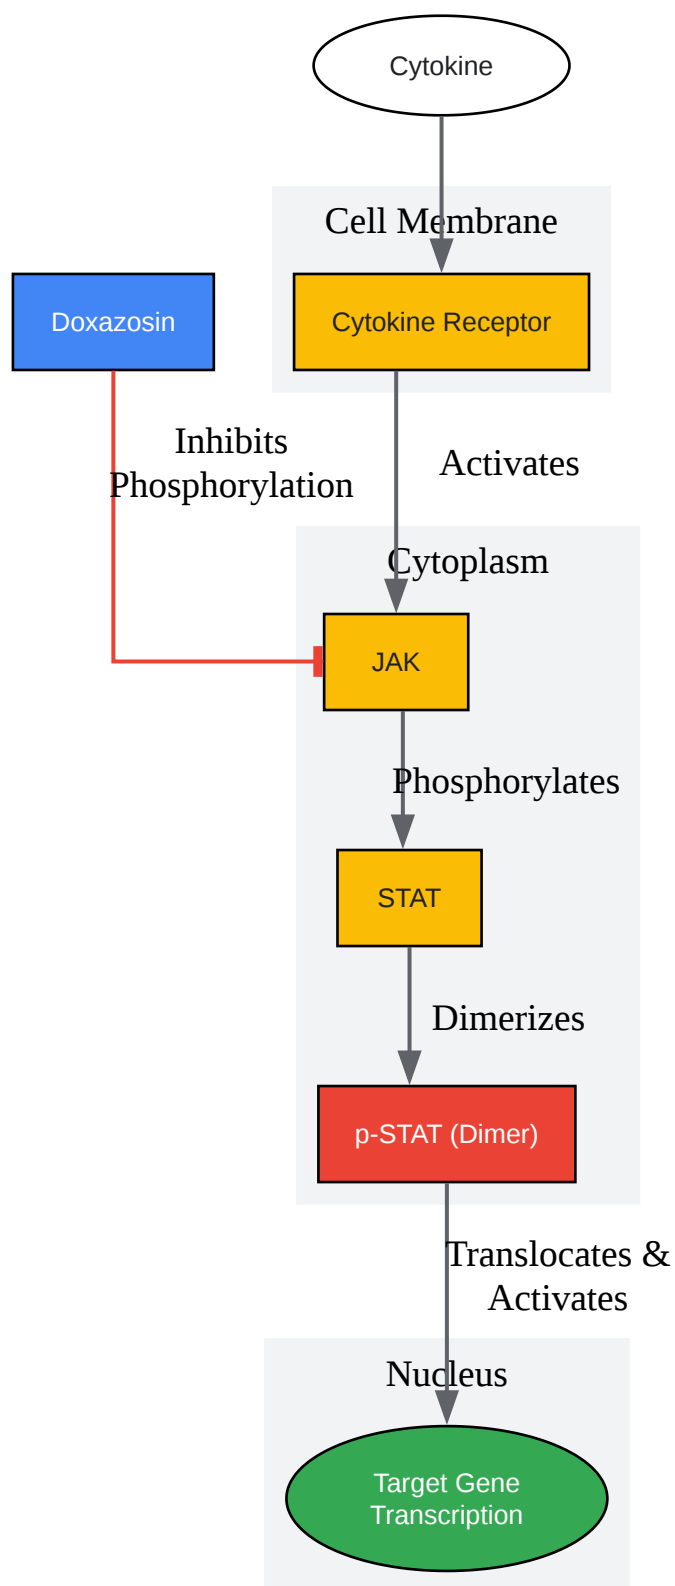 Cytokine
Cell Membrane
Doxazosin
Cytokine Receptor
Inhibits
Phosphorylation
Activates
Cytoplasm
JAK
Phosphorylates
STAT
Dimerizes
p-STAT (Dimer)
Translocates &
Activates
Nucleus
Target Gene
Transcription